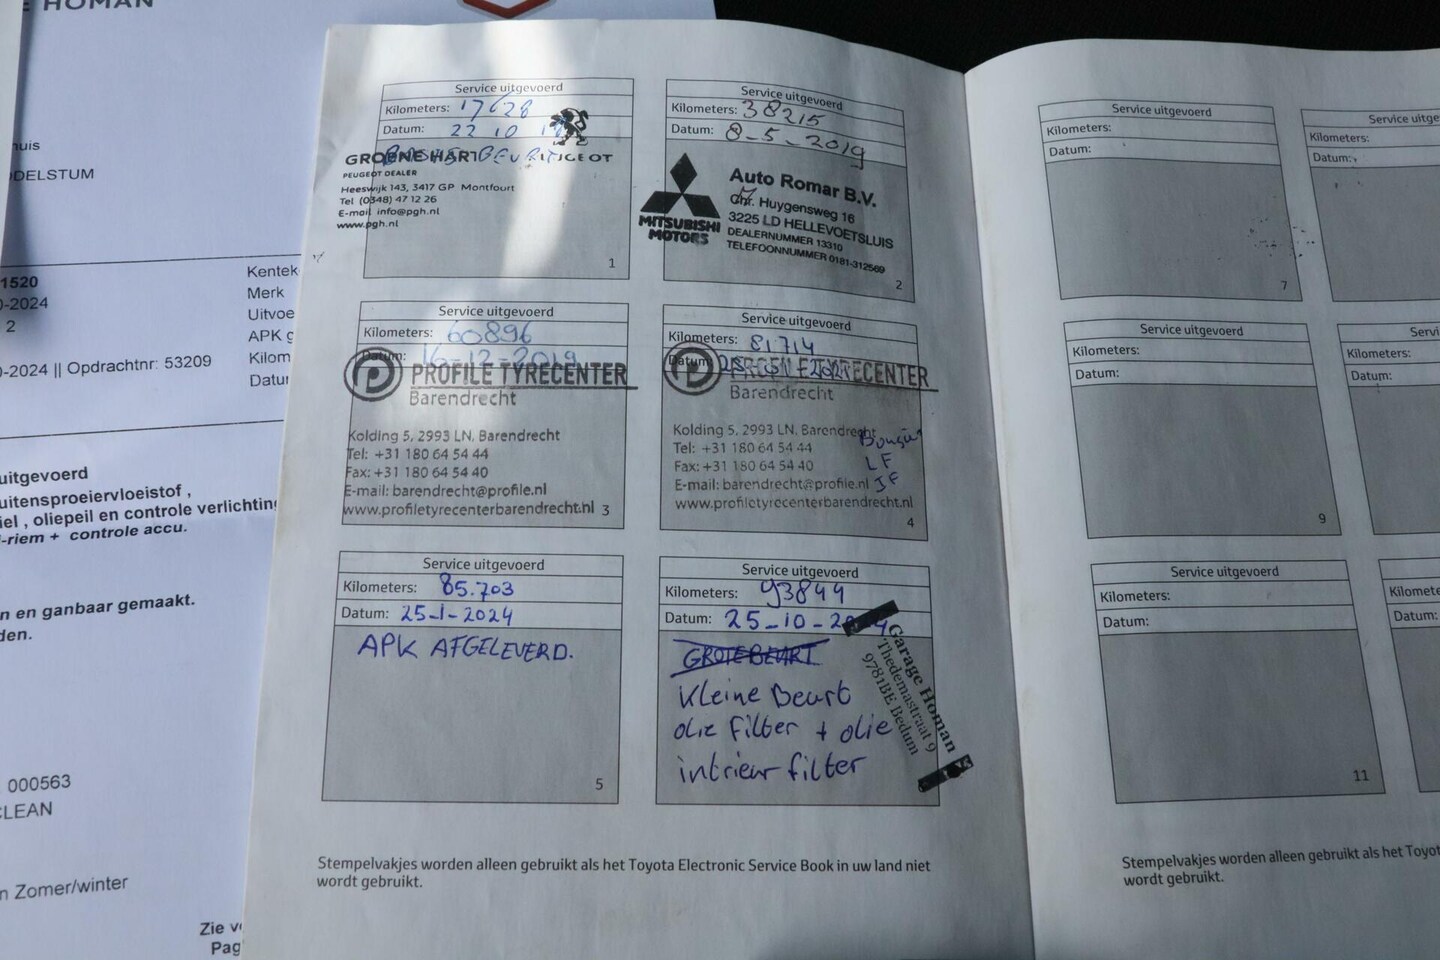 HOMAN
huis
DELSTUM
1520
0-2024
2
0-2024 || Opdrachtnr: 53209
Kentek
Merk
Uitvoe
APK g
Kilom
Datur
uitgevoerd
uitensproeiervloeistof ,
iel , oliepeil en controle verlichting
-riem + controle accu.
n en ganbaar gemaakt.
den.
000563
CLEAN
n Zomer/winter
Zie v
Pag
Service uitgevoerd
Kilometers: 17628
Datum: 22 10
GROENE HART PEUGEOT
PEUGEOT DEALER
Heeswijk 143, 3417 GP Montfoort
Tel (0348) 47 12 26
E-mail info@pgh.nl
www.pgh.nl
1
Service uitgevoerd
Kilometers: 38215
Datum: 8-5-2019
MITSUBISHI
MOTORS
Auto Romar B.V.
Chr. Huygensweg 16
3225 LD HELLEVOETSLUIS
DEALERNUMMER 13310
TELEFOONNUMMER 0181-312569
2
Service uitgevoerd
Kilometers: 60896
Datum: 16-12-2019
PROFILE TYRECENTER
Barendrecht
Kolding 5, 2993 LN, Barendrecht
Tel: +31 180 64 54 44
Fax: +31 180 64 54 40
E-mail: barendrecht@profile.nl
www.profiletyrecenterbarendrecht.nl 3
Service uitgevoerd
Kilometers: 81714
Datum:
PROFILE TYRECENTER
Barendrecht
Kolding 5, 2993 LN, Barendrecht
Tel: +31 180 64 54 44
Fax: +31 180 64 54 40
E-mail: barendrecht@profile.nl
www.profiletyrecenterbarendrecht.nl
LF
4
Service uitgevoerd
Kilometers: 85.703
Datum: 25-1-2024
APK AFGELEVERD.
5
Service uitgevoerd
Kilometers: 93844
Datum: 25-10-2024
GROTE BEURT
Kleine Beurt
olie filter + olie
intrieur filter
Garage Homan
Thedemastraat 9
9781BE Bedum
Stempelvakjes worden alleen gebruikt als het Toyota Electronic Service Book in uw land niet
wordt gebruikt.
Service uitgevoerd
Kilometers:
Datum:
7
Service uitge
Kilometers:
Datum:
Service uitgevoerd
Kilometers:
Datum:
9
Servi
Kilometers:
Datum:
Service uitgevoerd
Kilometers:
Datum:
11
Kilomete
Datum:
Stempelvakjes worden alleen gebruikt als het Toyot
wordt gebruikt.